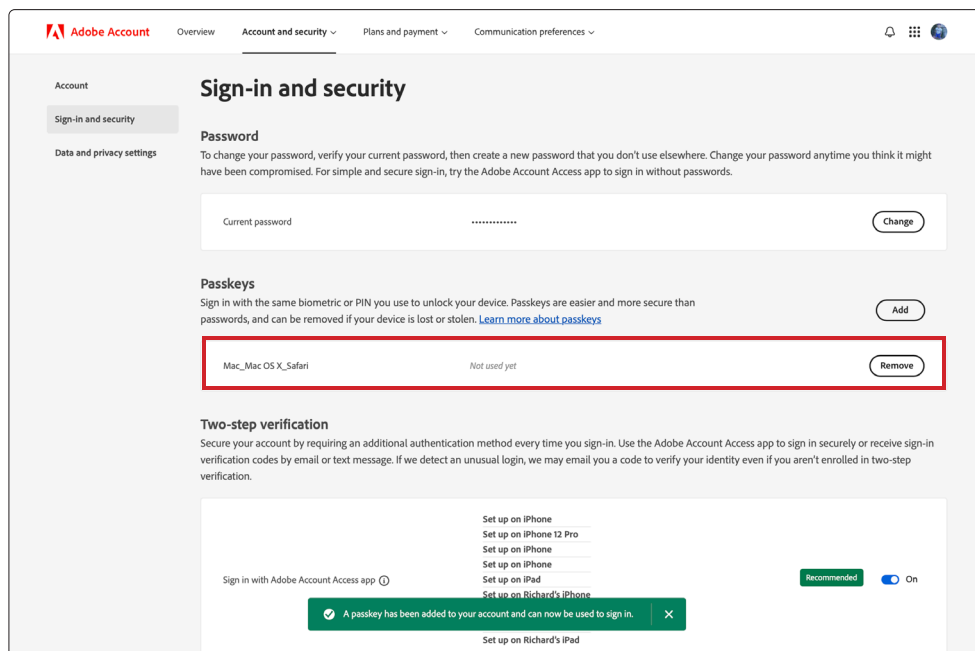 Adobe Account
Overview
Account and security
Plans and payment
Communication preferences
Account
Sign-in and security
Data and privacy settings
Sign-in and security
Password
To change your password, verify your current password, then create a new password that you don't use elsewhere. Change your password anytime you think it might
have been compromised. For simple and secure sign-in, try the Adobe Account Access app to sign in without passwords.
Current password ••••••••••••• Change
Passkeys
Sign in with the same biometric or PIN you use to unlock your device. Passkeys are easier and more secure than
passwords, and can be removed if your device is lost or stolen. Learn more about passkeys
Add
Mac_Mac OS X_Safari Not used yet Remove
Two-step verification
Secure your account by requiring an additional authentication method every time you sign-in. Use the Adobe Account Access app to sign in securely or receive sign-in
verification codes by email or text message. If we detect an unusual login, we may email you a code to verify your identity even if you aren't enrolled in two-step
verification.
Sign in with Adobe Account Access app
Set up on iPhone
Set up on iPhone 12 Pro
Set up on iPhone
Set up on iPhone
Set up on iPad
Set up on Richard's iPhone
Recommended On
A passkey has been added to your account and can now be used to sign in.
Set up on Richard's iPad